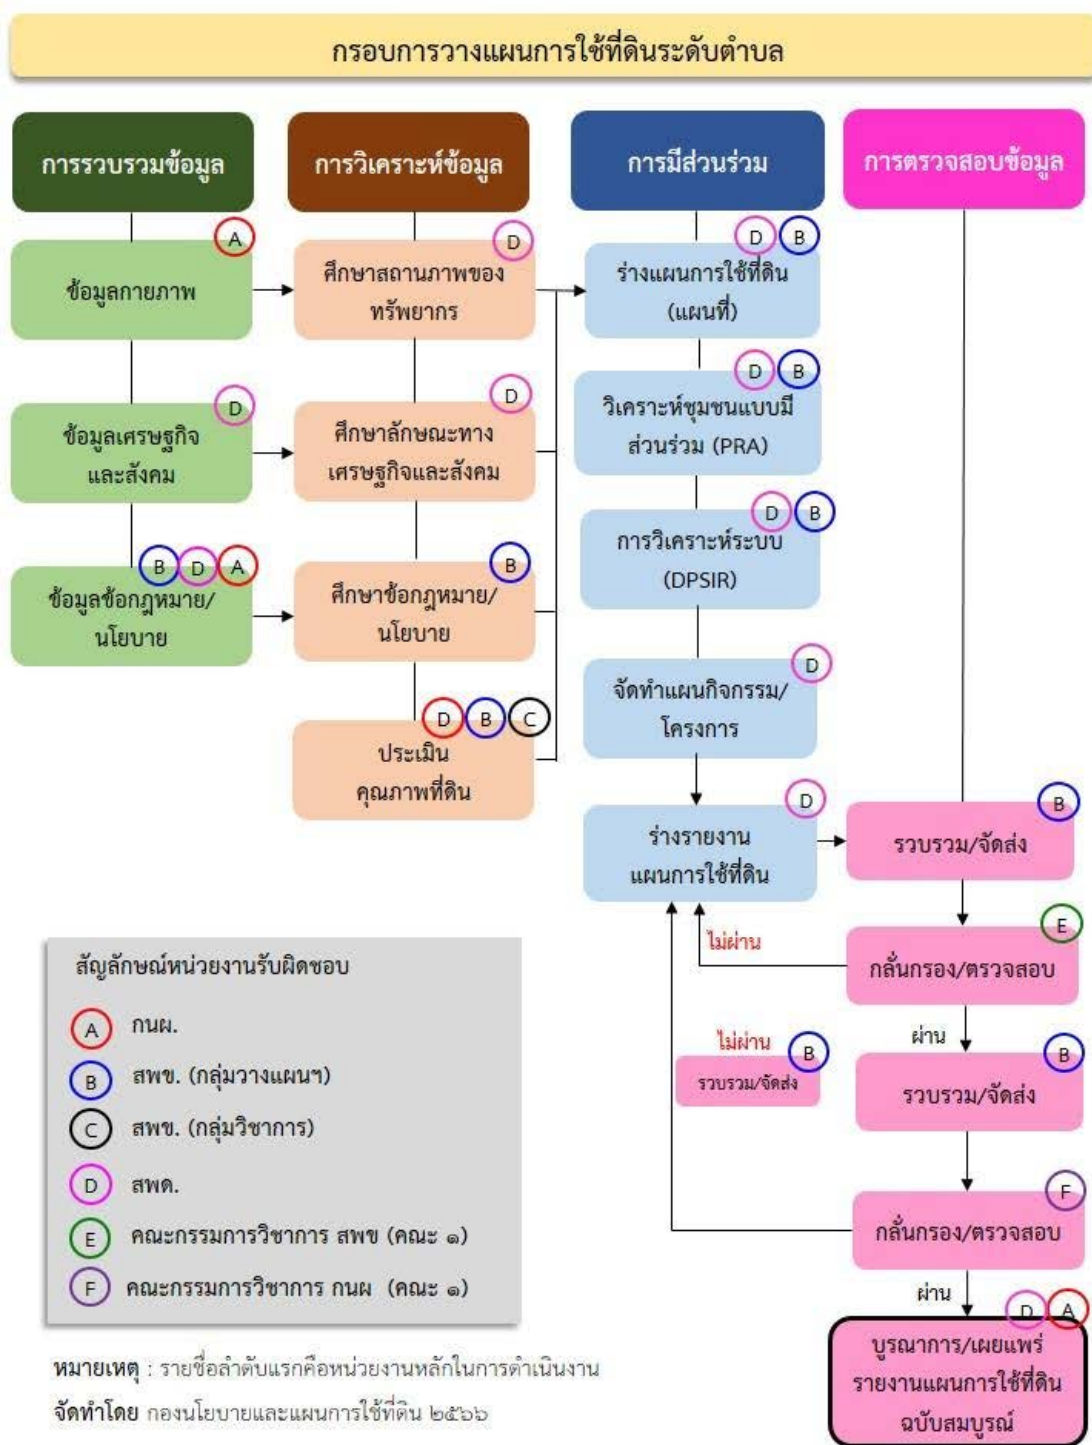 กรอบการวางแผนการใช้ที่ดินระดับตำบล
การรวบรวมข้อมูล
A
ข้อมูลกายภาพ
D
ข้อมูลเศรษฐกิจ
และสังคม
B D A
ข้อมูลข้อกฎหมาย/
นโยบาย
การวิเคราะห์ข้อมูล
D
ศึกษาสถานภาพของ
ทรัพยากร
D
ศึกษาลักษณะทาง
เศรษฐกิจและสังคม
B
ศึกษาข้อกฎหมาย/
นโยบาย
D B C
ประเมิน
คุณภาพที่ดิน
การมีส่วนร่วม
D B
ร่างแผนการใช้ที่ดิน
(แผนที่)
D B
วิเคราะห์ชุมชนแบบมี
ส่วนร่วม (PRA)
D B
การวิเคราะห์ระบบ
(DPSIR)
D
จัดทำแผนกิจกรรม/
โครงการ
D
ร่างรายงาน
แผนการใช้ที่ดิน
การตรวจสอบข้อมูล
B
รวบรวม/จัดส่ง
E
กลั่นกรอง/ตรวจสอบ
ไม่ผ่าน
ผ่าน
B
รวบรวม/จัดส่ง
ไม่ผ่าน
B
รวบรวม/จัดส่ง
F
กลั่นกรอง/ตรวจสอบ
ผ่าน
D A
บูรณาการ/เผยแพร่
รายงานแผนการใช้ที่ดิน
ฉบับสมบูรณ์
สัญลักษณ์หน่วยงานรับผิดชอบ
A กนผ.
B สพข. (กลุ่มวางแผนฯ)
C สพข. (กลุ่มวิชาการ)
D สพด.
E คณะกรรมการวิชาการ สพข (คณะ ๑)
F คณะกรรมการวิชาการ กนผ (คณะ ๑)
หมายเหตุ : รายชื่อลำดับแรกคือหน่วยงานหลักในการดำเนินงาน
จัดทำโดย กองนโยบายและแผนการใช้ที่ดิน ๒๕๖๖